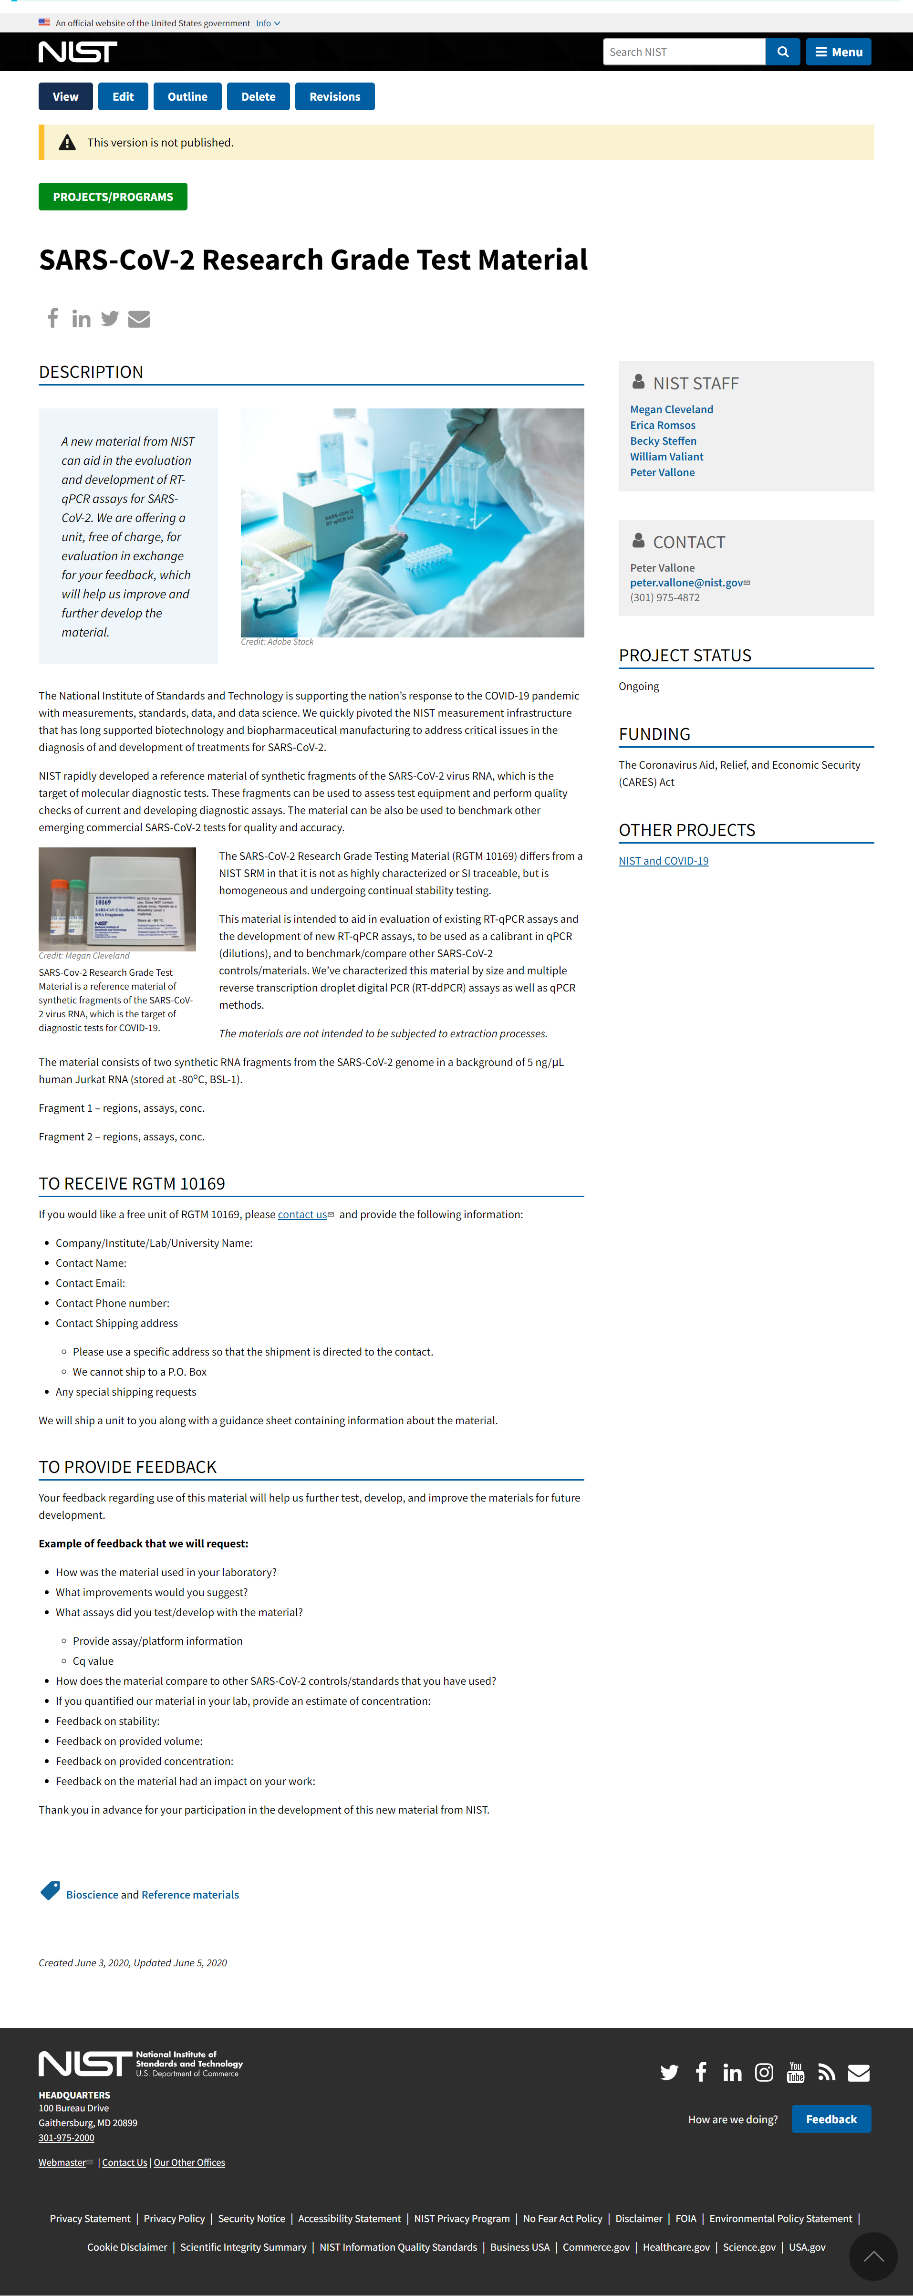 An official website of the United States government Info
NIST
Search NIST
Menu
View
Edit
Outline
Delete
Revisions
This version is not published.
PROJECTS/PROGRAMS
SARS-CoV-2 Research Grade Test Material
DESCRIPTION
A new material from NIST
can aid in the evaluation
and development of RT-
qPCR assays for SARS-
CoV-2. We are offering a
unit, free of charge, for
evaluation in exchange
for your feedback, which
will help us improve and
further develop the
material.
SARS-COV-2
RT-qPCR kit
Credit: Adobe Stock
The National Institute of Standards and Technology is supporting the nation's response to the COVID-19 pandemic
with measurements, standards, data, and data science. We quickly pivoted the NIST measurement infrastructure
that has long supported biotechnology and biopharmaceutical manufacturing to address critical issues in the
diagnosis of and development of treatments for SARS-CoV-2.
NIST rapidly developed a reference material of synthetic fragments of the SARS-CoV-2 virus RNA, which is the
target of molecular diagnostic tests. These fragments can be used to assess test equipment and perform quality
checks of current and developing diagnostic assays. The material can be also be used to benchmark other
emerging commercial SARS-CoV-2 tests for quality and accuracy.
10169
SARS-CoV-2 Synthetic
RNA Fragments
NIST
Credit: Megan Cleveland
SARS-Cov-2 Research Grade Test
Material is a reference material of
synthetic fragments of the SARS-CoV-
2 virus RNA, which is the target of
diagnostic tests for COVID-19.
The SARS-CoV-2 Research Grade Testing Material (RGTM 10169) differs from a
NIST SRM in that it is not as highly characterized or SI traceable, but is
homogeneous and undergoing continual stability testing.
This material is intended to aid in evaluation of existing RT-qPCR assays and
the development of new RT-qPCR assays, to be used as a calibrant in qPCR
(dilutions), and to benchmark/compare other SARS-CoV-2
controls/materials. We've characterized this material by size and multiple
reverse transcription droplet digital PCR (RT-ddPCR) assays as well as qPCR
methods.
The materials are not intended to be subjected to extraction processes.
The material consists of two synthetic RNA fragments from the SARS-CoV-2 genome in a background of 5 ng/µL
human Jurkat RNA (stored at -80°C, BSL-1).
Fragment 1 – regions, assays, conc.
Fragment 2 – regions, assays, conc.
TO RECEIVE RGTM 10169
If you would like a free unit of RGTM 10169, please contact us and provide the following information:
• Company/Institute/Lab/University Name:
• Contact Name:
• Contact Email:
• Contact Phone number:
• Contact Shipping address
◦ Please use a specific address so that the shipment is directed to the contact.
◦ We cannot ship to a P.O. Box
• Any special shipping requests
We will ship a unit to you along with a guidance sheet containing information about the material.
TO PROVIDE FEEDBACK
Your feedback regarding use of this material will help us further test, develop, and improve the materials for future
development.
Example of feedback that we will request:
• How was the material used in your laboratory?
• What improvements would you suggest?
• What assays did you test/develop with the material?
◦ Provide assay/platform information
◦ Cq value
• How does the material compare to other SARS-CoV-2 controls/standards that you have used?
• If you quantified our material in your lab, provide an estimate of concentration:
• Feedback on stability:
• Feedback on provided volume:
• Feedback on provided concentration:
• Feedback on the material had an impact on your work:
Thank you in advance for your participation in the development of this new material from NIST.
Bioscience and Reference materials
Created June 3, 2020, Updated June 5, 2020
NIST STAFF
Megan Cleveland
Erica Romsos
Becky Steffen
William Valiant
Peter Vallone
CONTACT
Peter Vallone
peter.vallone@nist.gov
(301) 975-4872
PROJECT STATUS
Ongoing
FUNDING
The Coronavirus Aid, Relief, and Economic Security
(CARES) Act
OTHER PROJECTS
NIST and COVID-19
NIST
National Institute of
Standards and Technology
U.S. Department of Commerce
HEADQUARTERS
100 Bureau Drive
Gaithersburg, MD 20899
301-975-2000
Webmaster | Contact Us | Our Other Offices
You
Tube
How are we doing? Feedback
Privacy Statement | Privacy Policy | Security Notice | Accessibility Statement | NIST Privacy Program | No Fear Act Policy | Disclaimer | FOIA | Environmental Policy Statement |
Cookie Disclaimer | Scientific Integrity Summary | NIST Information Quality Standards | Business USA | Commerce.gov | Healthcare.gov | Science.gov | USA.gov